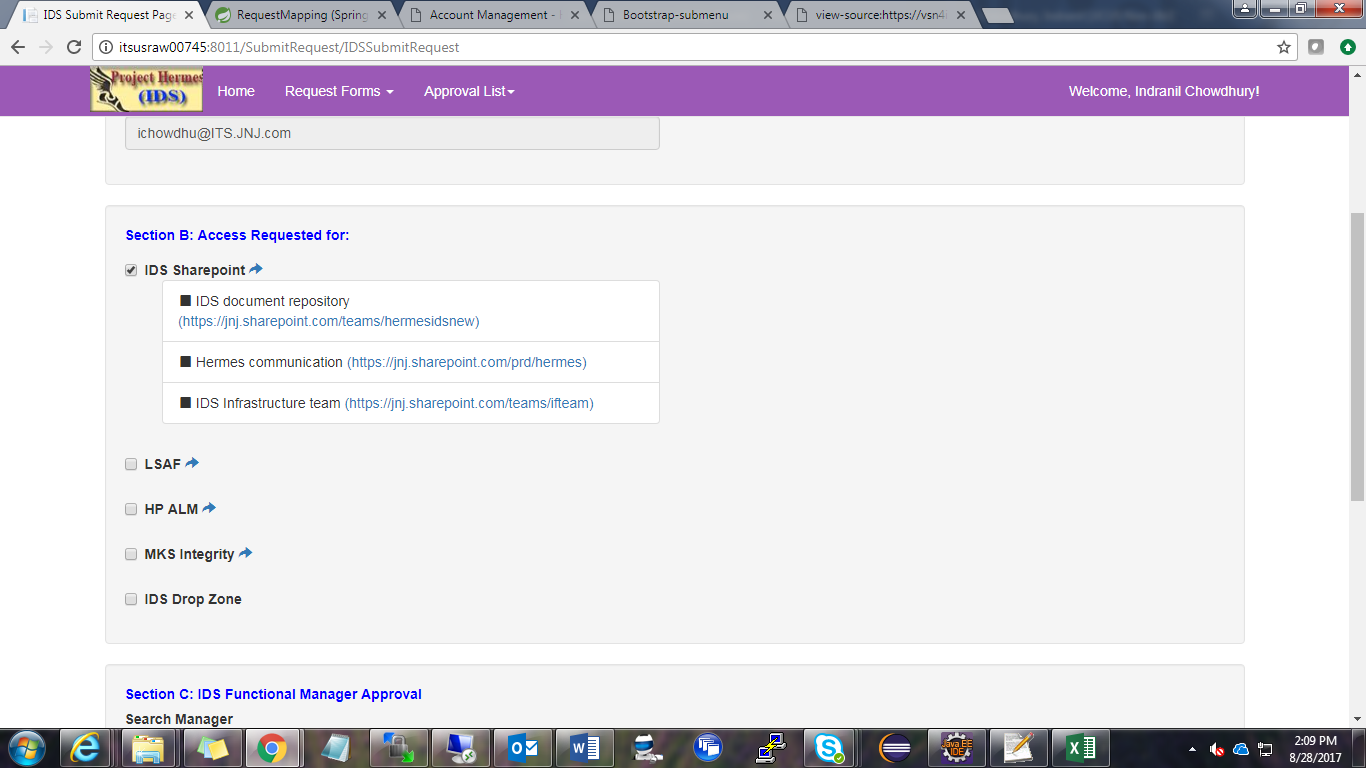 IDS Submit Request Page
RequestMapping (Spring
Account Management -
Bootstrap-submenu
view-source:https://vsn4
itsusraw00745:8011/SubmitRequest/IDSSubmitRequest
Project Hermes
(IDS)
Home
Request Forms
Approval List
Welcome, Indranil Chowdhury!
ichowdhu@ITS.JNJ.com
Section B: Access Requested for:
IDS Sharepoint
IDS document repository
(https://jnj.sharepoint.com/teams/hermesidsnew)
Hermes communication (https://jnj.sharepoint.com/prd/hermes)
IDS Infrastructure team (https://jnj.sharepoint.com/teams/ifteam)
LSAF
HP ALM
MKS Integrity
IDS Drop Zone
Section C: IDS Functional Manager Approval
Search Manager
Java EE
IDE
2:09 PM
8/28/2017